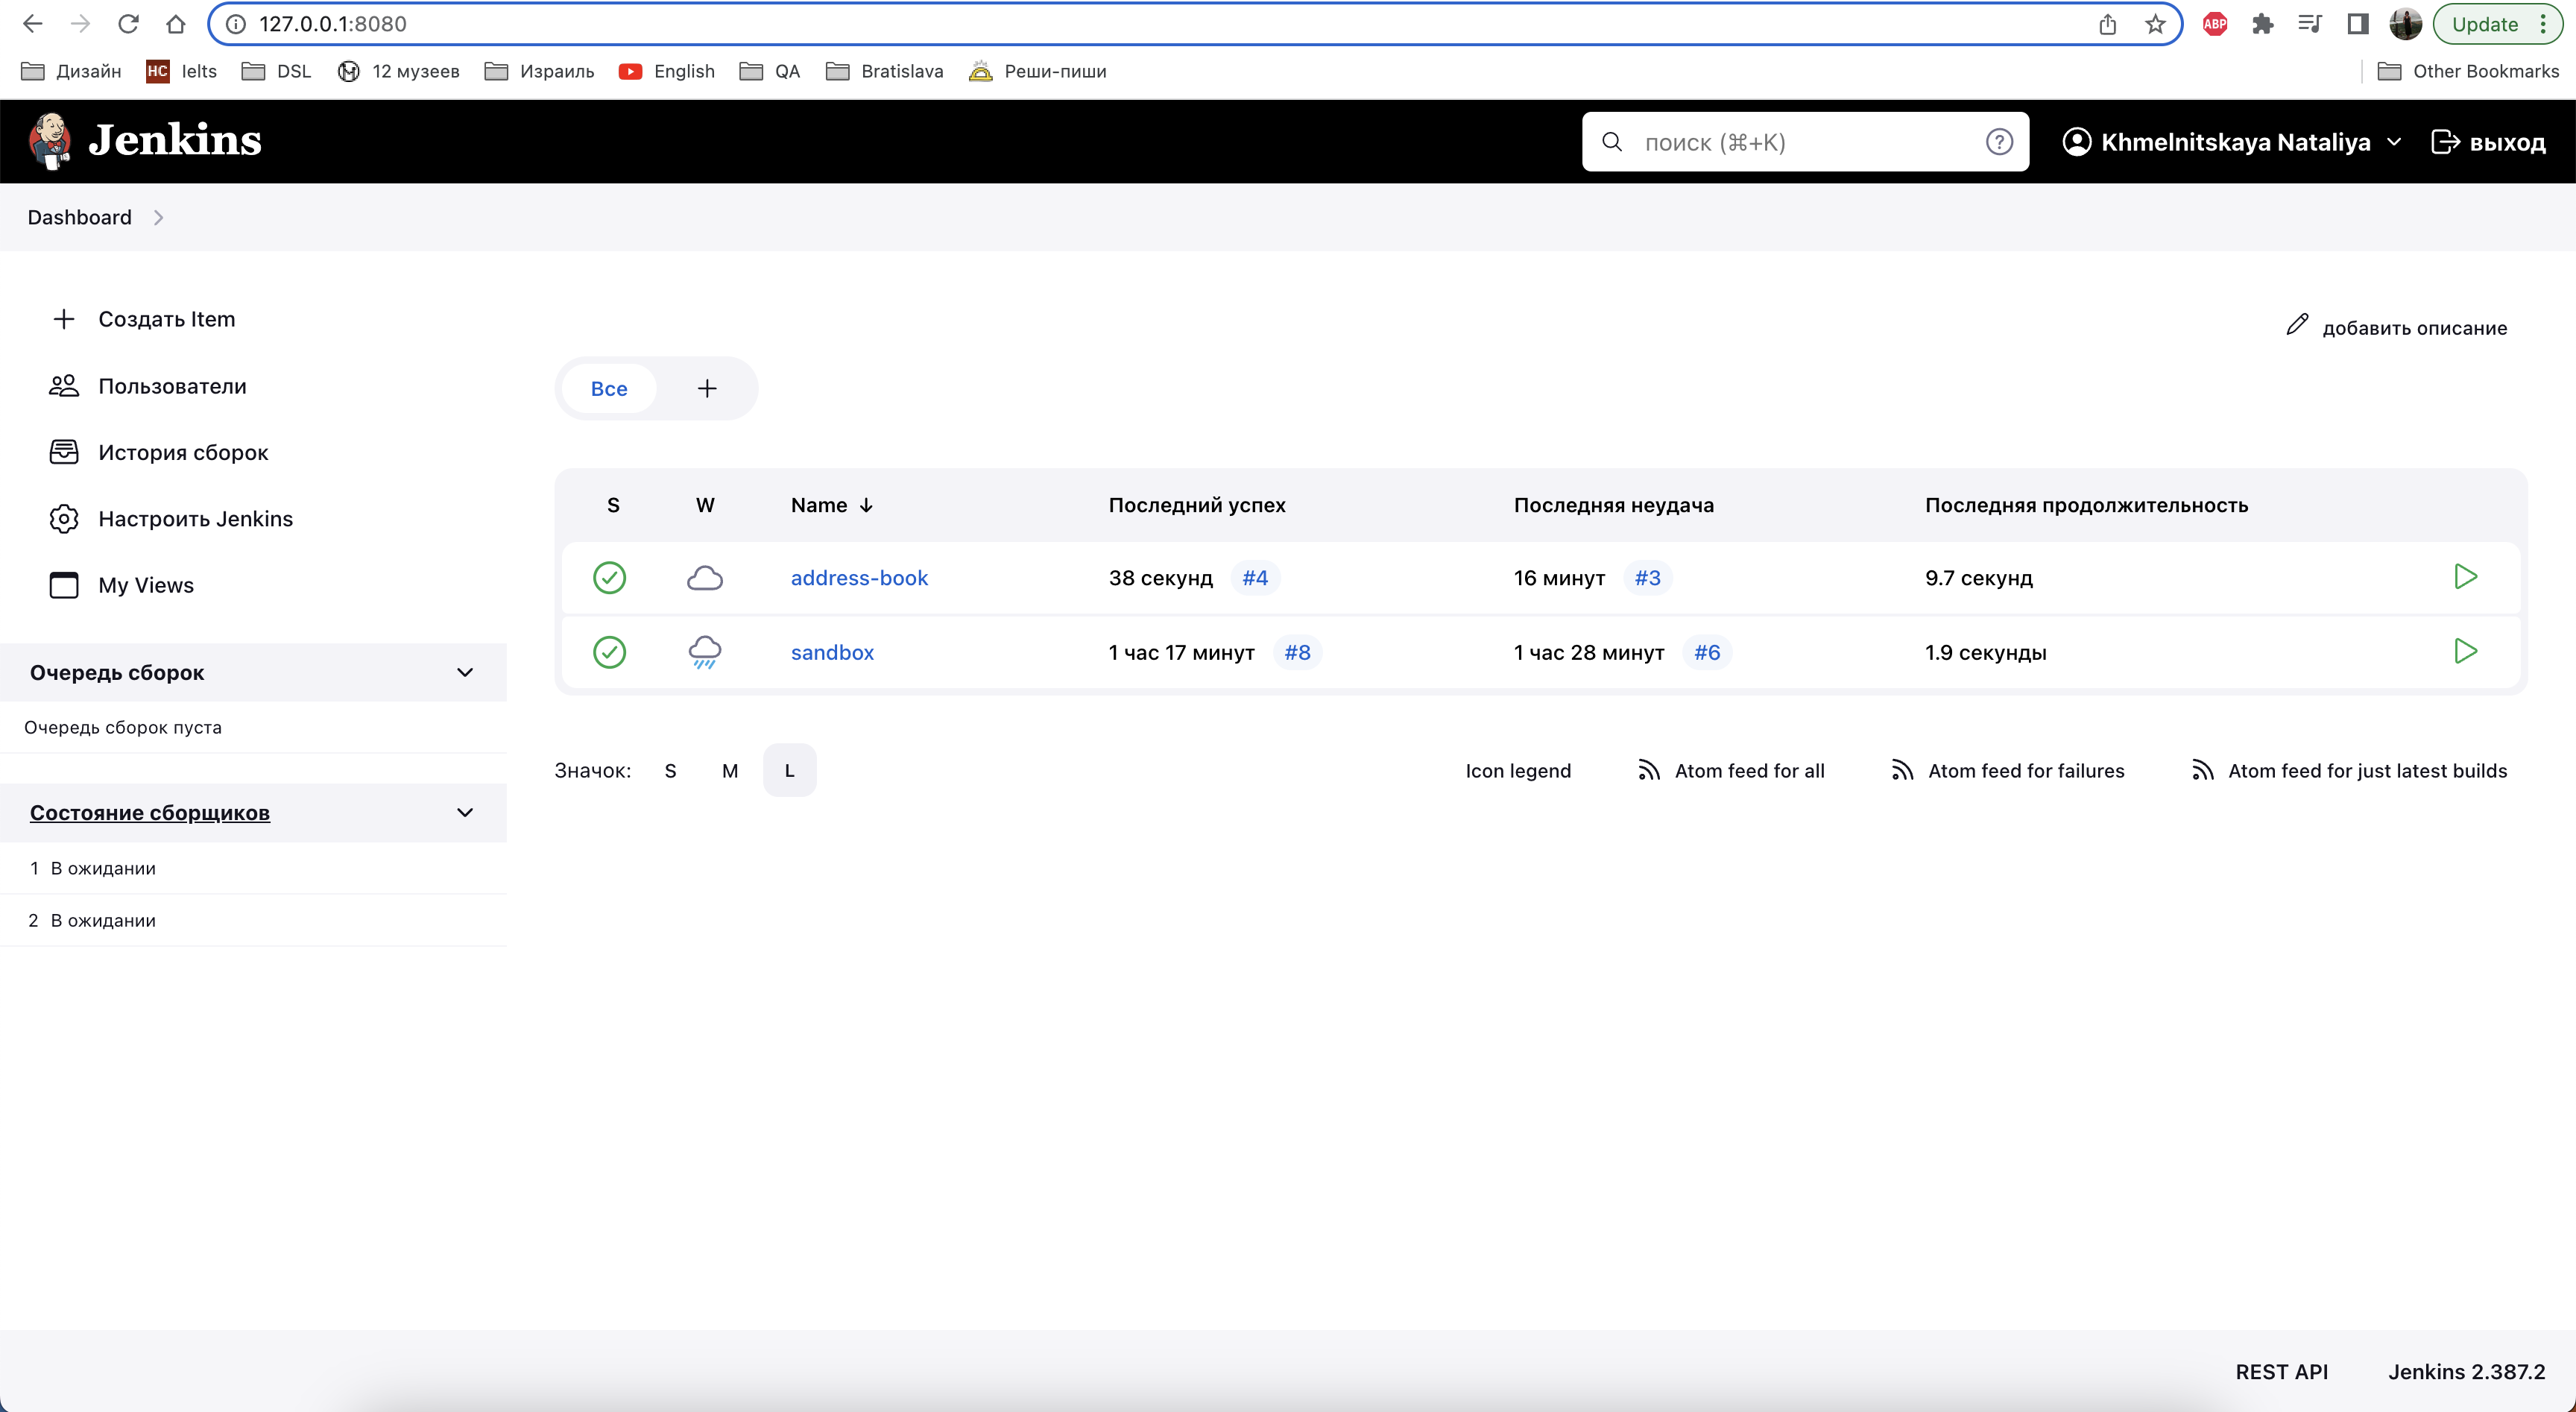 127.0.0.1:8080
ABP
Update
Дизайн HC Ielts DSL 12 музеев Израиль English QA Bratislava Реши-пиши Other Bookmarks
Jenkins
поиск (⌘+K)
Khmelnitskaya Nataliya
выход
Dashboard
Создать Item
Пользователи
История сборок
Настроить Jenkins
My Views
Очередь сборок
Очередь сборок пуста
Состояние сборщиков
1 В ожидании
2 В ожидании
добавить описание
Все +
S W Name ↓ Последний успех Последняя неудача Последняя продолжительность
address-book 38 секунд #4 16 минут #3 9.7 секунд
sandbox 1 час 17 минут #8 1 час 28 минут #6 1.9 секунды
Значок: S M L Icon legend Atom feed for all Atom feed for failures Atom feed for just latest builds
REST API Jenkins 2.387.2